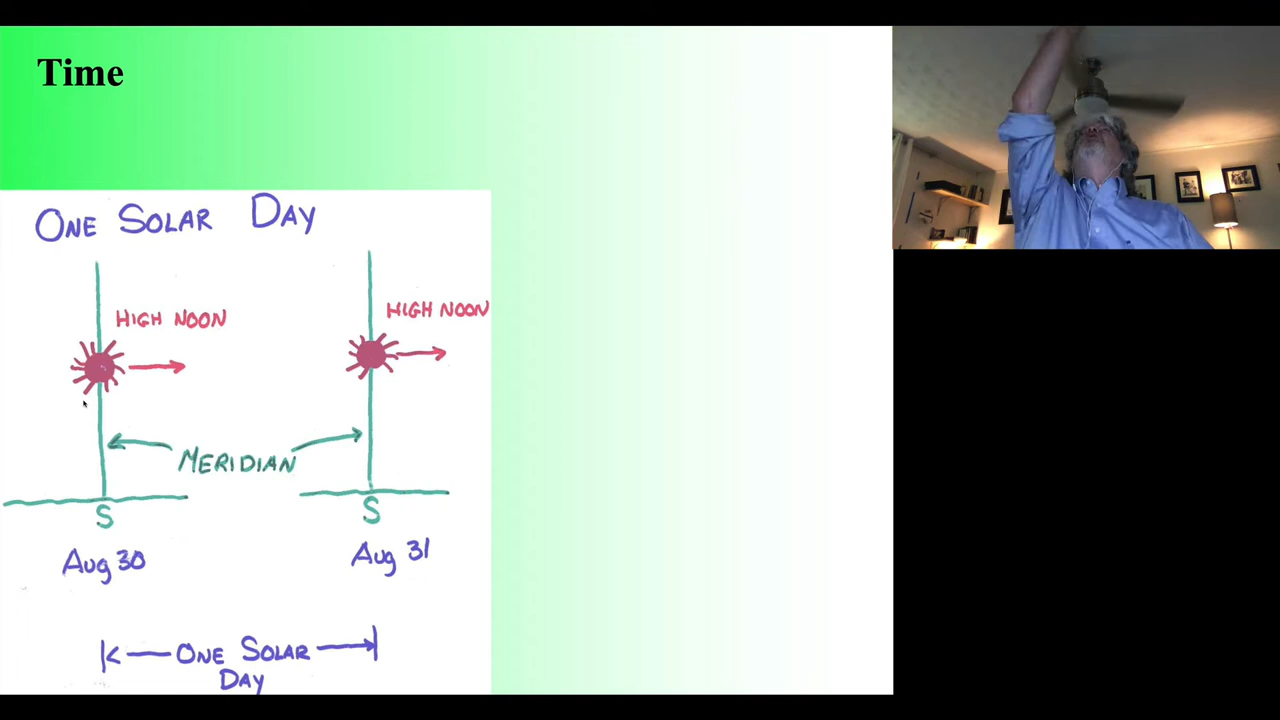 Time
ONE SOLAR DAY
HIGH NOON
HIGH NOON
MERIDIAN
S
S
Aug 30
Aug 31
ONE SOLAR
DAY